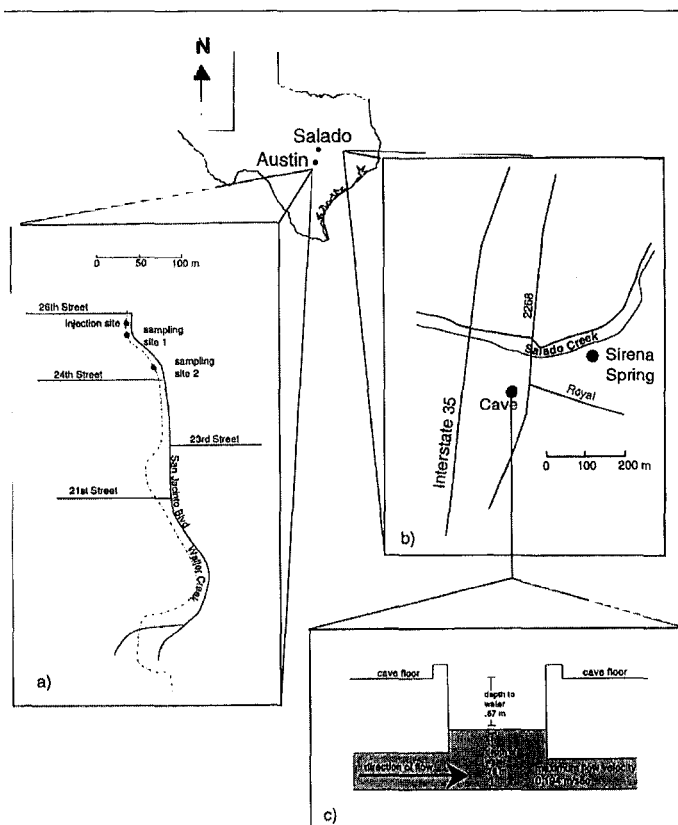 N
Salado
Austin
0 50 100 m
26th Street
Injection site
sampling
site 1
sampling
site 2
24th Street
23rd Street
21st Street
San Jacinto Blvd
Waller Creek
a)
2268
Salado Creek
Sirena
Spring
Royal
Cave
Interstate 35
0 100 200 m
b)
cave floor
cave floor
depth to
water
.67 m
direction of flow
flow velocity
c)